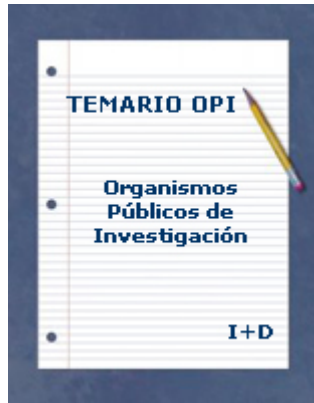 TEMARIO OPI
Organismos
Públicos de
Investigación
I+D